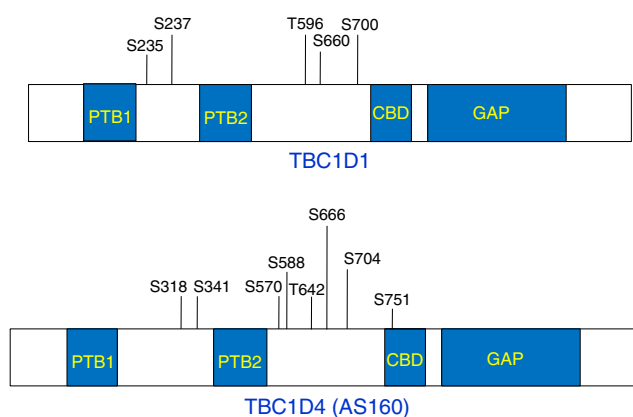 S237
T596
S700
S235
S660
PTB1
PTB2
CBD
GAP
TBC1D1
S666
S588
S704
S318
S341
S570
T642
S751
PTB1
PTB2
CBD
GAP
TBC1D4 (AS160)